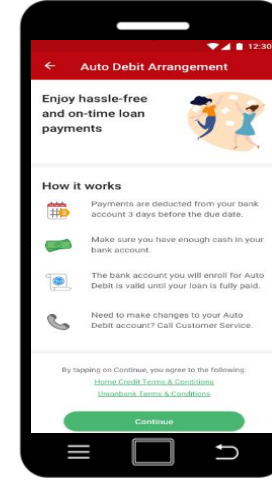 12:30
Auto Debit Arrangement
Enjoy hassle-free
and on-time loan
payments
How it works
Payments are deducted from your bank
account 3 days before the due date.
Make sure you have enough cash in your
bank account.
The bank account you will enroll for Auto
Debit is valid until your loan is fully paid.
Need to make changes to your Auto
Debit account? Call Customer Service.
By tapping on Continue, you agree to the following:
Home Credit Terms & Conditions
Unionbank Terms & Conditions
Continue